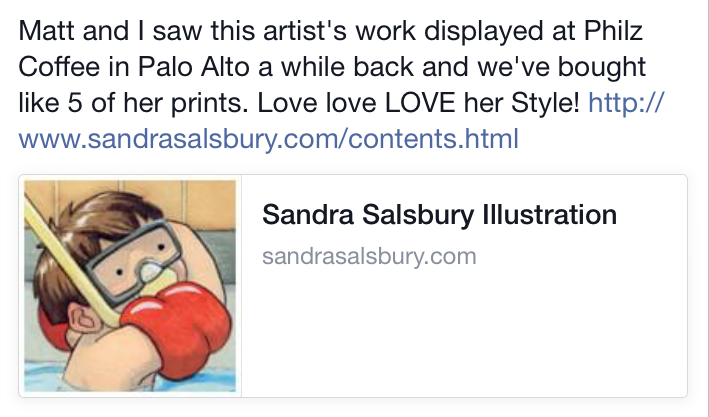 Matt and I saw this artist's work displayed at Philz
Coffee in Palo Alto a while back and we've bought
like 5 of her prints. Love love LOVE her Style! http://
www.sandrasalsbury.com/contents.html
Sandra Salsbury Illustration
sandrasalsbury.com